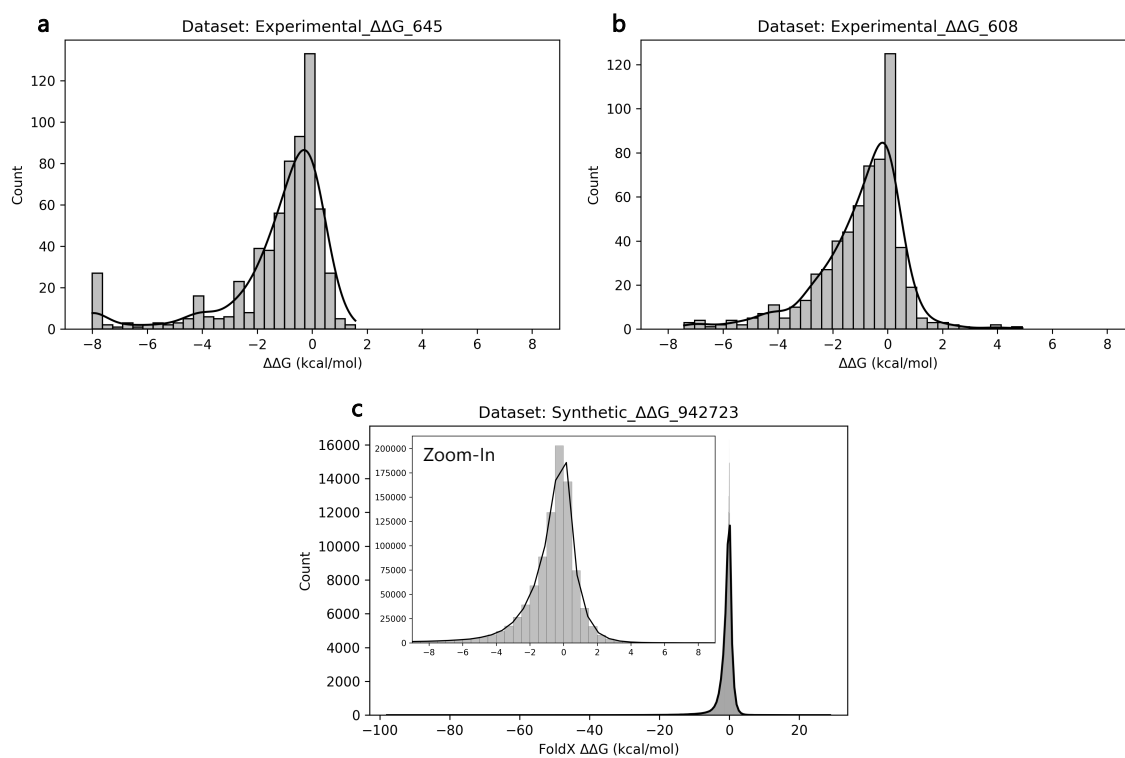 a
Dataset: Experimental_ΔΔG_645
Count
120
100
80
60
40
20
0
−8 −6 −4 −2 0 2 4 6 8
ΔΔG (kcal/mol)
b
Dataset: Experimental_ΔΔG_608
Count
120
100
80
60
40
20
0
−8 −6 −4 −2 0 2 4 6 8
ΔΔG (kcal/mol)
c
Dataset: Synthetic_ΔΔG_942723
Count
16000
14000
12000
10000
8000
6000
4000
2000
0
Zoom-In
200000
175000
150000
125000
100000
75000
50000
25000
0
−8 −6 −4 −2 0 2 4 6 8
−100 −80 −60 −40 −20 0 20
FoldX ΔΔG (kcal/mol)